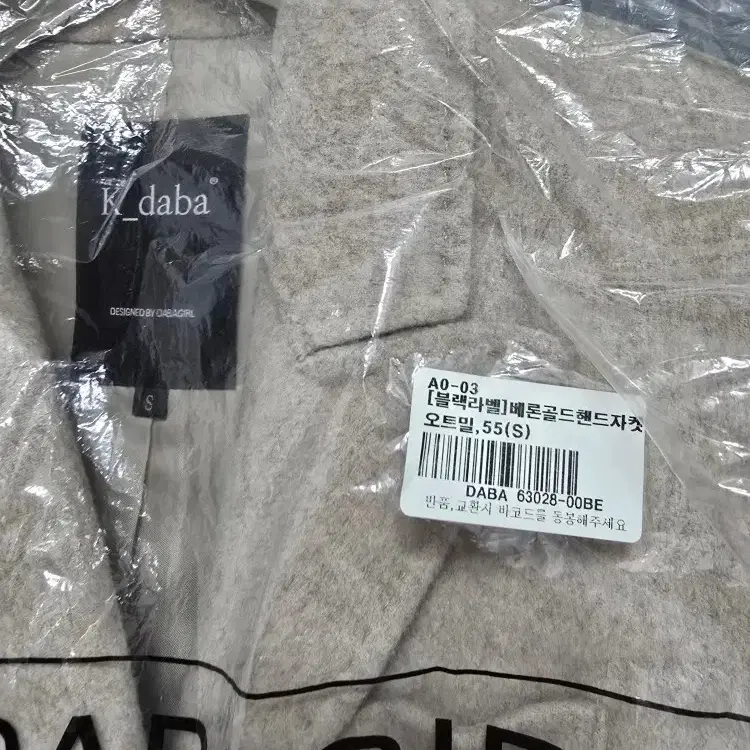 K_daba®
DESIGNED BY DABAGIRL
S
A0-03
[블랙라벨]베론골드핸드자켓
오트밀,55(S)
DABA 63028-00BE
반품,교환시 바코드를 동봉해주세요